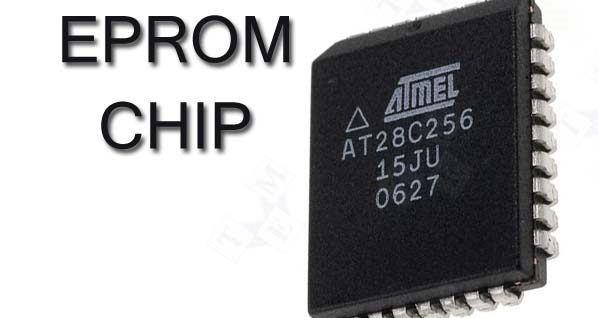 EPROM
CHIP
ATMEL
AT28C256
15JU
0627